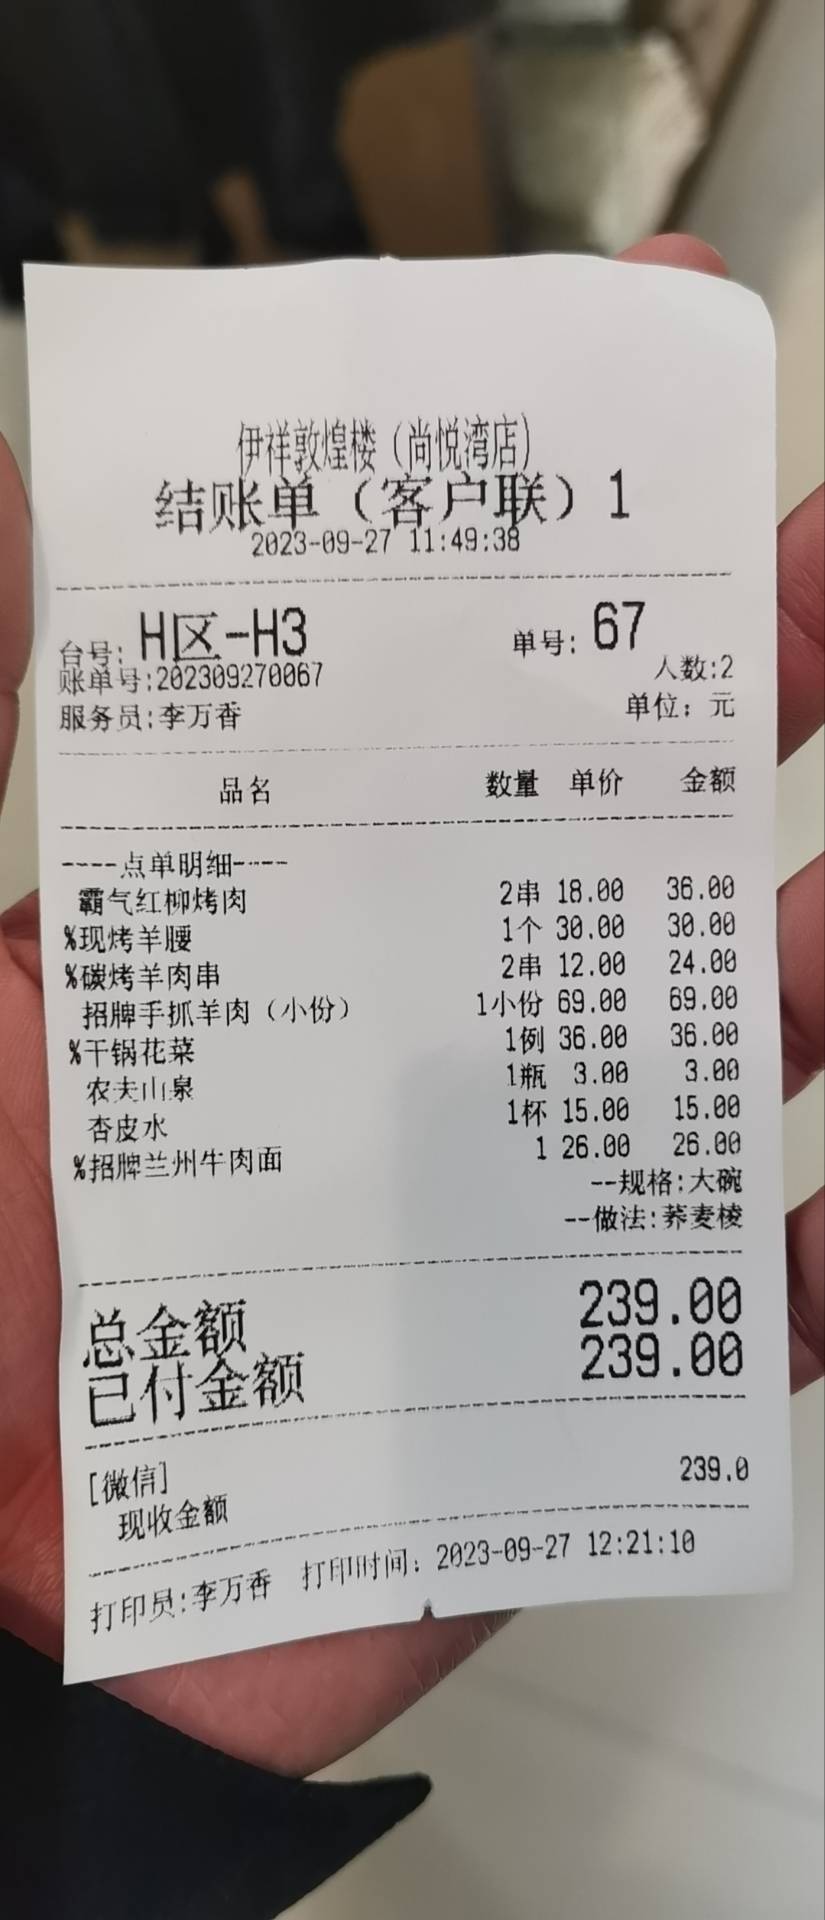 伊祥敦煌楼（尚悦湾店）
结账单（客户联）1
2023-09-27 11:49:38
台号: H区-H3 单号: 67
账单号:202309270067 人数:2
服务员:李万香 单位：元
品名 数量 单价 金额
----点单明细----
霸气红柳烤肉 2串 18.00 36.00
%现烤羊腰 1个 30.00 30.00
%碳烤羊肉串 2串 12.00 24.00
招牌手抓羊肉（小份） 1小份 69.00 69.00
%干锅花菜 1例 36.00 36.00
农夫山泉 1瓶 3.00 3.00
杏皮水 1杯 15.00 15.00
%招牌兰州牛肉面 1 26.00 26.00
--规格:大碗
--做法:荞麦棱
总金额 239.00
已付金额 239.00
[微信] 239.0
现收金额
打印员:李万香 打印时间：2023-09-27 12:21:10